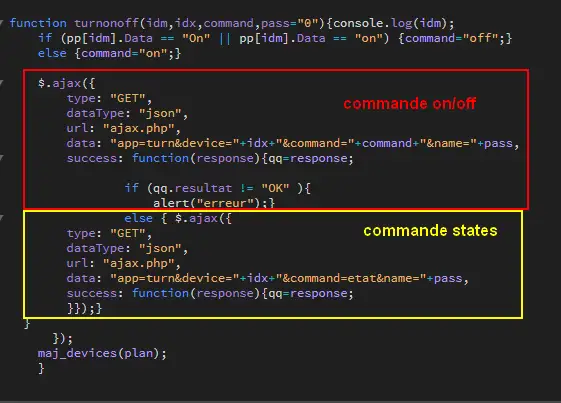 function turnonoff(idm,idx,command,pass="0"){console.log(idm);
if (pp[idm].Data == "On" || pp[idm].Data == "on") {command="off";}
else {command="on";}
$.ajax({
commande on/off
type: "GET",
dataType: "json",
url: "ajax.php",
data: "app=turn&device="+idx+"&command="+command+"&name="+pass,
success: function(response){qq=response;
if (qq.resultat != "OK" ){
alert("erreur");}
else { $.ajax({
commande states
type: "GET",
dataType: "json",
url: "ajax.php",
data: "app=turn&device="+idx+"&command=etat&name="+pass,
success: function(response){qq=response;
}});}
}
});
maj_devices(plan);
}